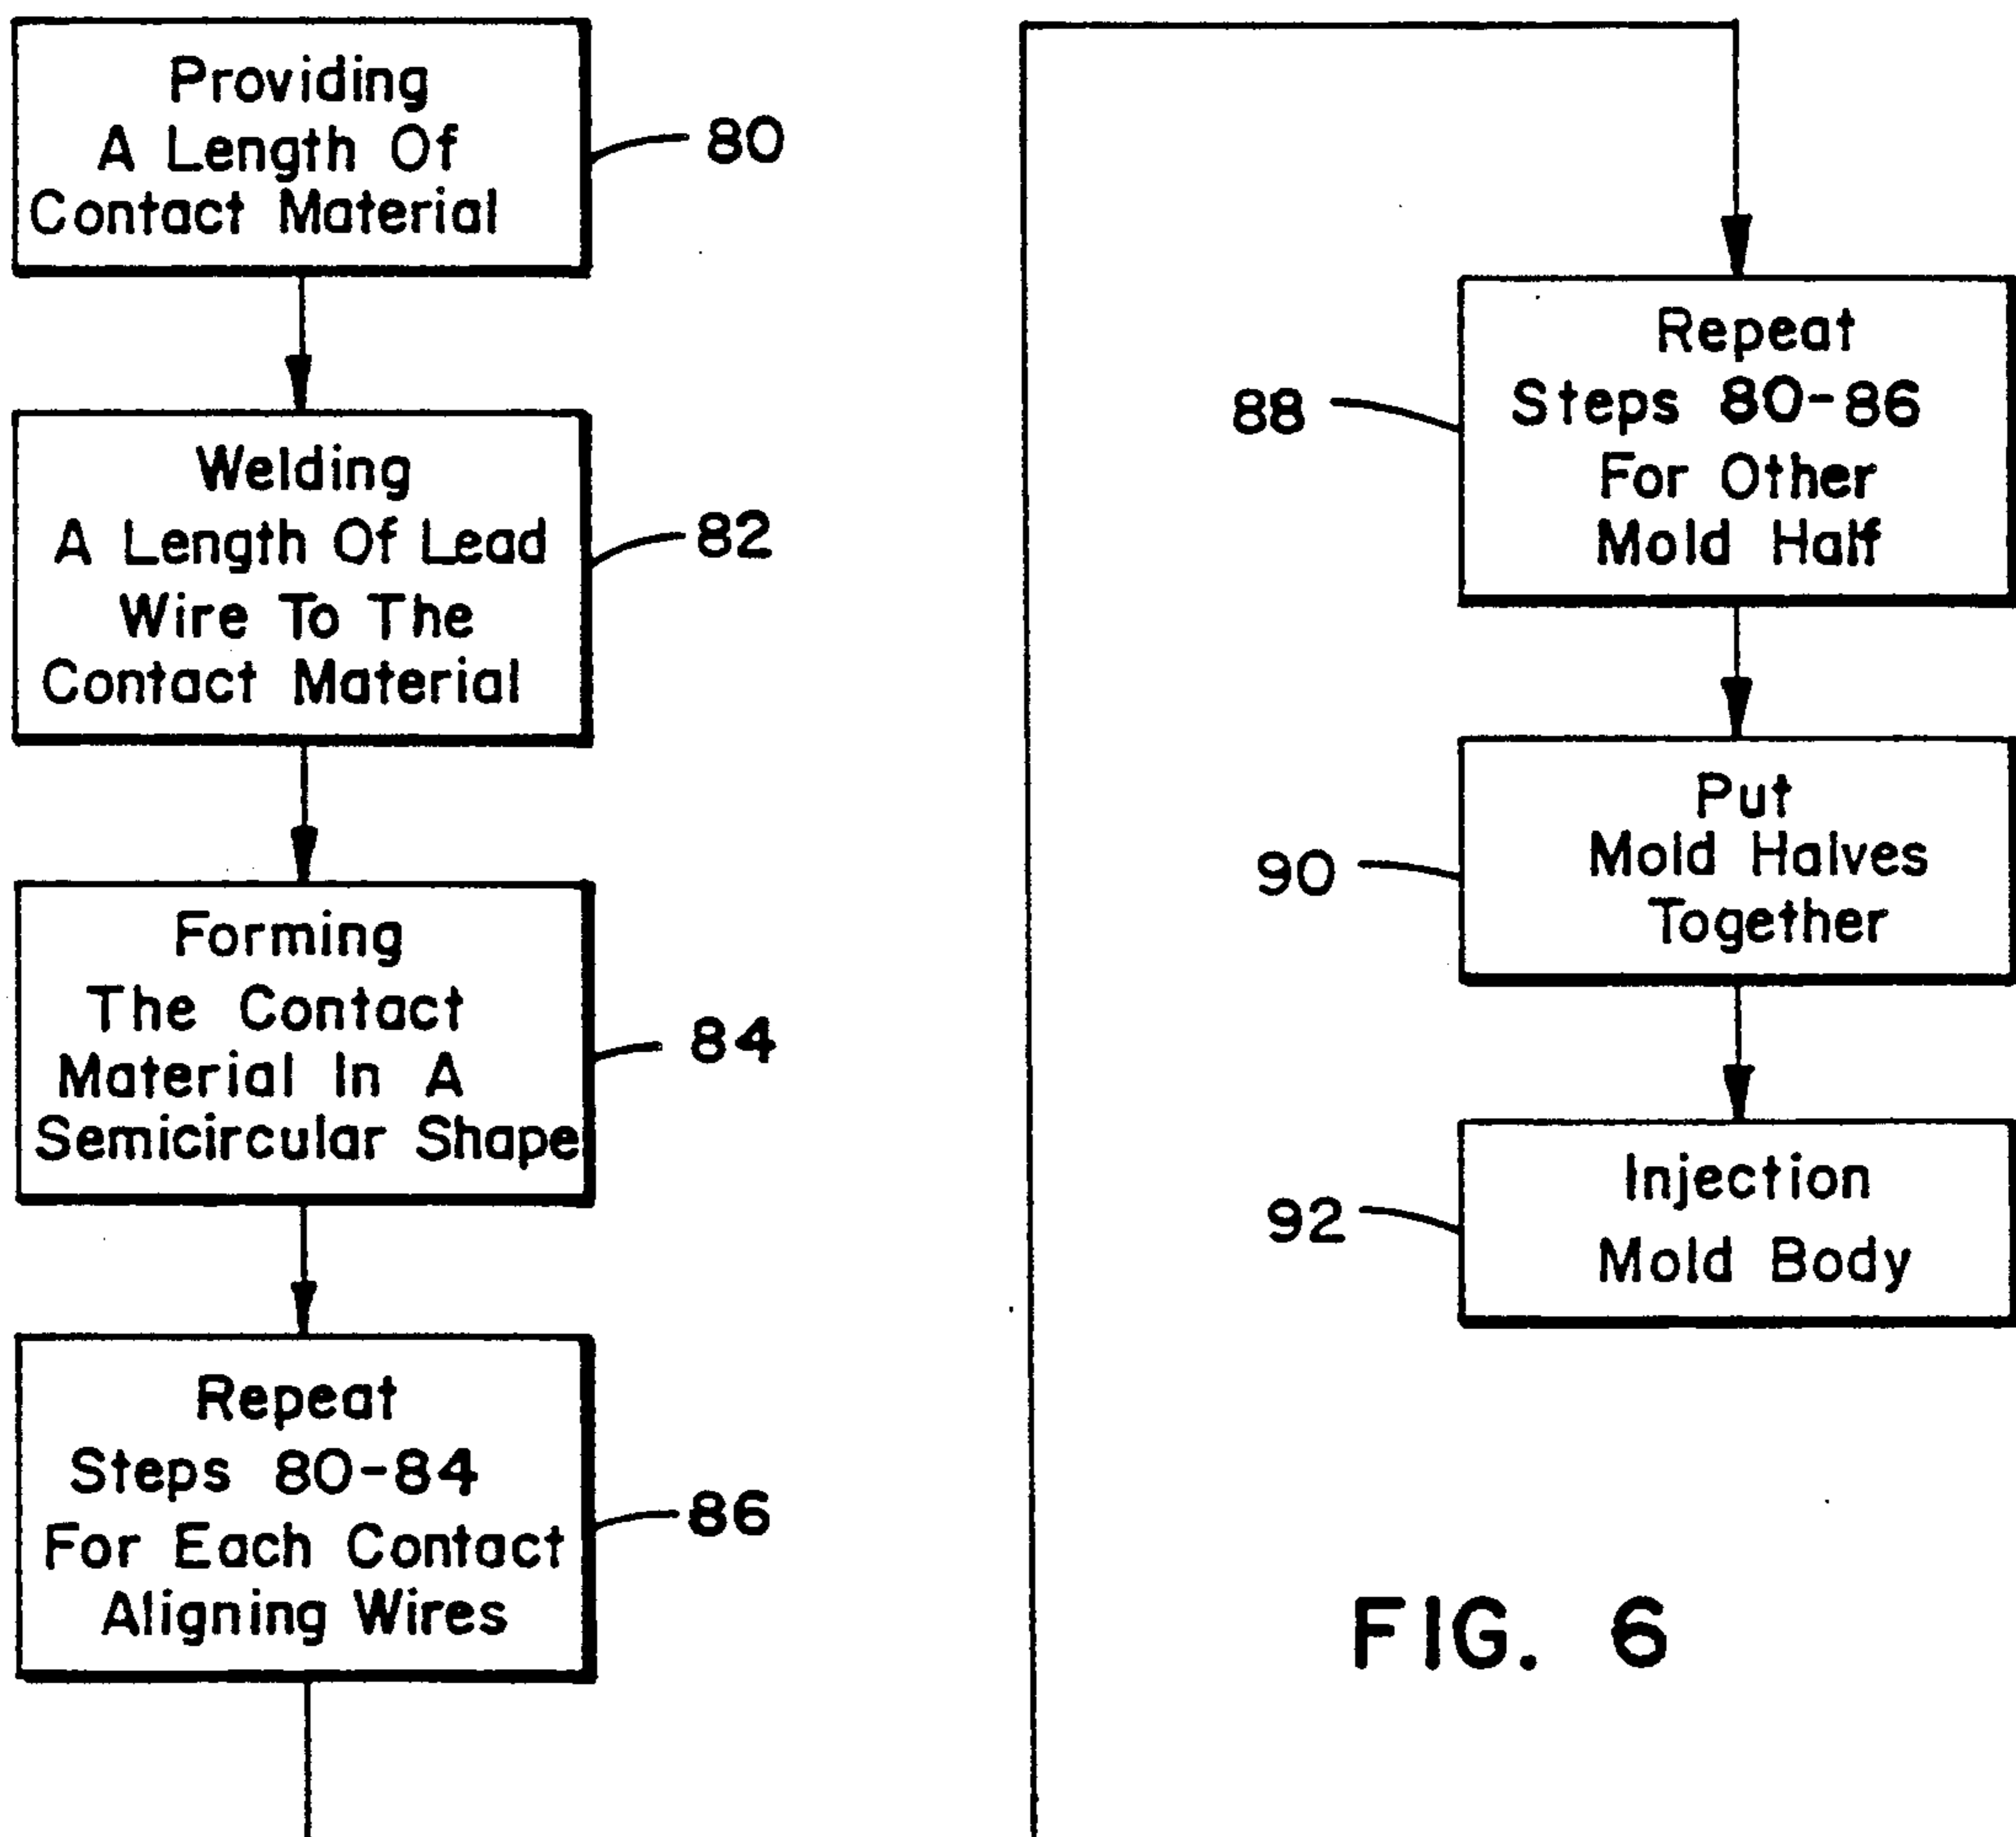 Providing
A Length Of
Contact Material
80
Welding
A Length Of Lead
Wire To The
Contact Material
82
Forming
The Contact
Material In A
Semicircular Shape
84
Repeat
Steps 80-84
For Each Contact
Aligning Wires
86
Repeat
Steps 80-86
For Other
Mold Half
88
Put
Mold Halves
Together
90
Injection
Mold Body
92
FIG. 6